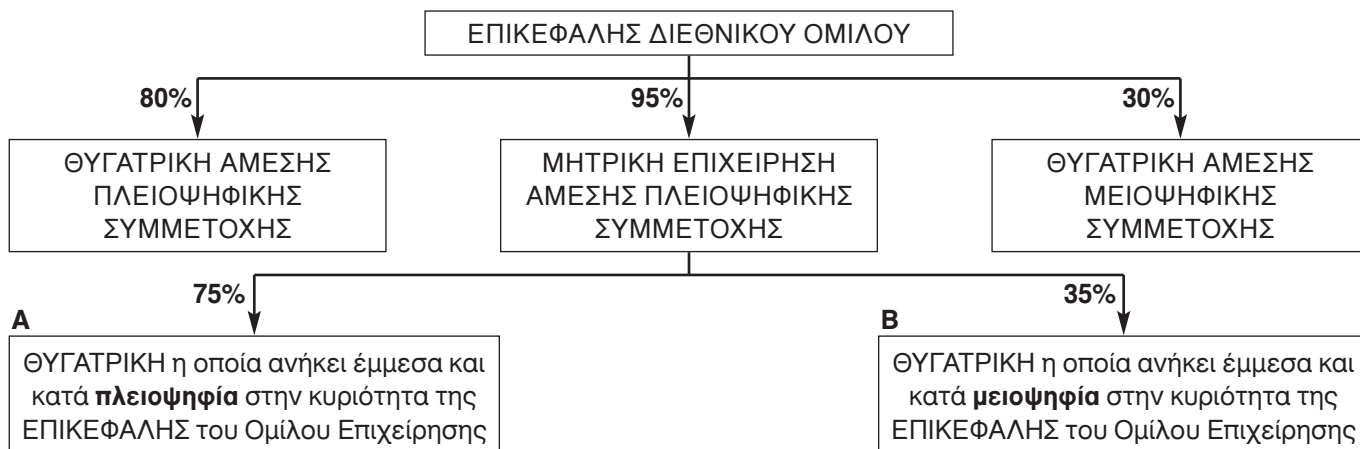 ΕΠΙΚΕΦΑΛΗΣ ΔΙΕΘΝΙΚΟΥ ΟΜΙΛΟΥ
80%
95%
30%
ΘΥΓΑΤΡΙΚΗ ΑΜΕΣΗΣ
ΠΛΕΙΟΨΗΦΙΚΗΣ
ΣΥΜΜΕΤΟΧΗΣ
ΜΗΤΡΙΚΗ ΕΠΙΧΕΙΡΗΣΗ
ΑΜΕΣΗΣ ΠΛΕΙΟΨΗΦΙΚΗΣ
ΣΥΜΜΕΤΟΧΗΣ
ΘΥΓΑΤΡΙΚΗ ΑΜΕΣΗΣ
ΜΕΙΟΨΗΦΙΚΗΣ
ΣΥΜΜΕΤΟΧΗΣ
75%
35%
Α
ΘΥΓΑΤΡΙΚΗ η οποία ανήκει έμμεσα και
κατά πλειοψηφία στην κυριότητα της
ΕΠΙΚΕΦΑΛΗΣ του Ομίλου Επιχείρησης
Β
ΘΥΓΑΤΡΙΚΗ η οποία ανήκει έμμεσα και
κατά μειοψηφία στην κυριότητα της
ΕΠΙΚΕΦΑΛΗΣ του Ομίλου Επιχείρησης